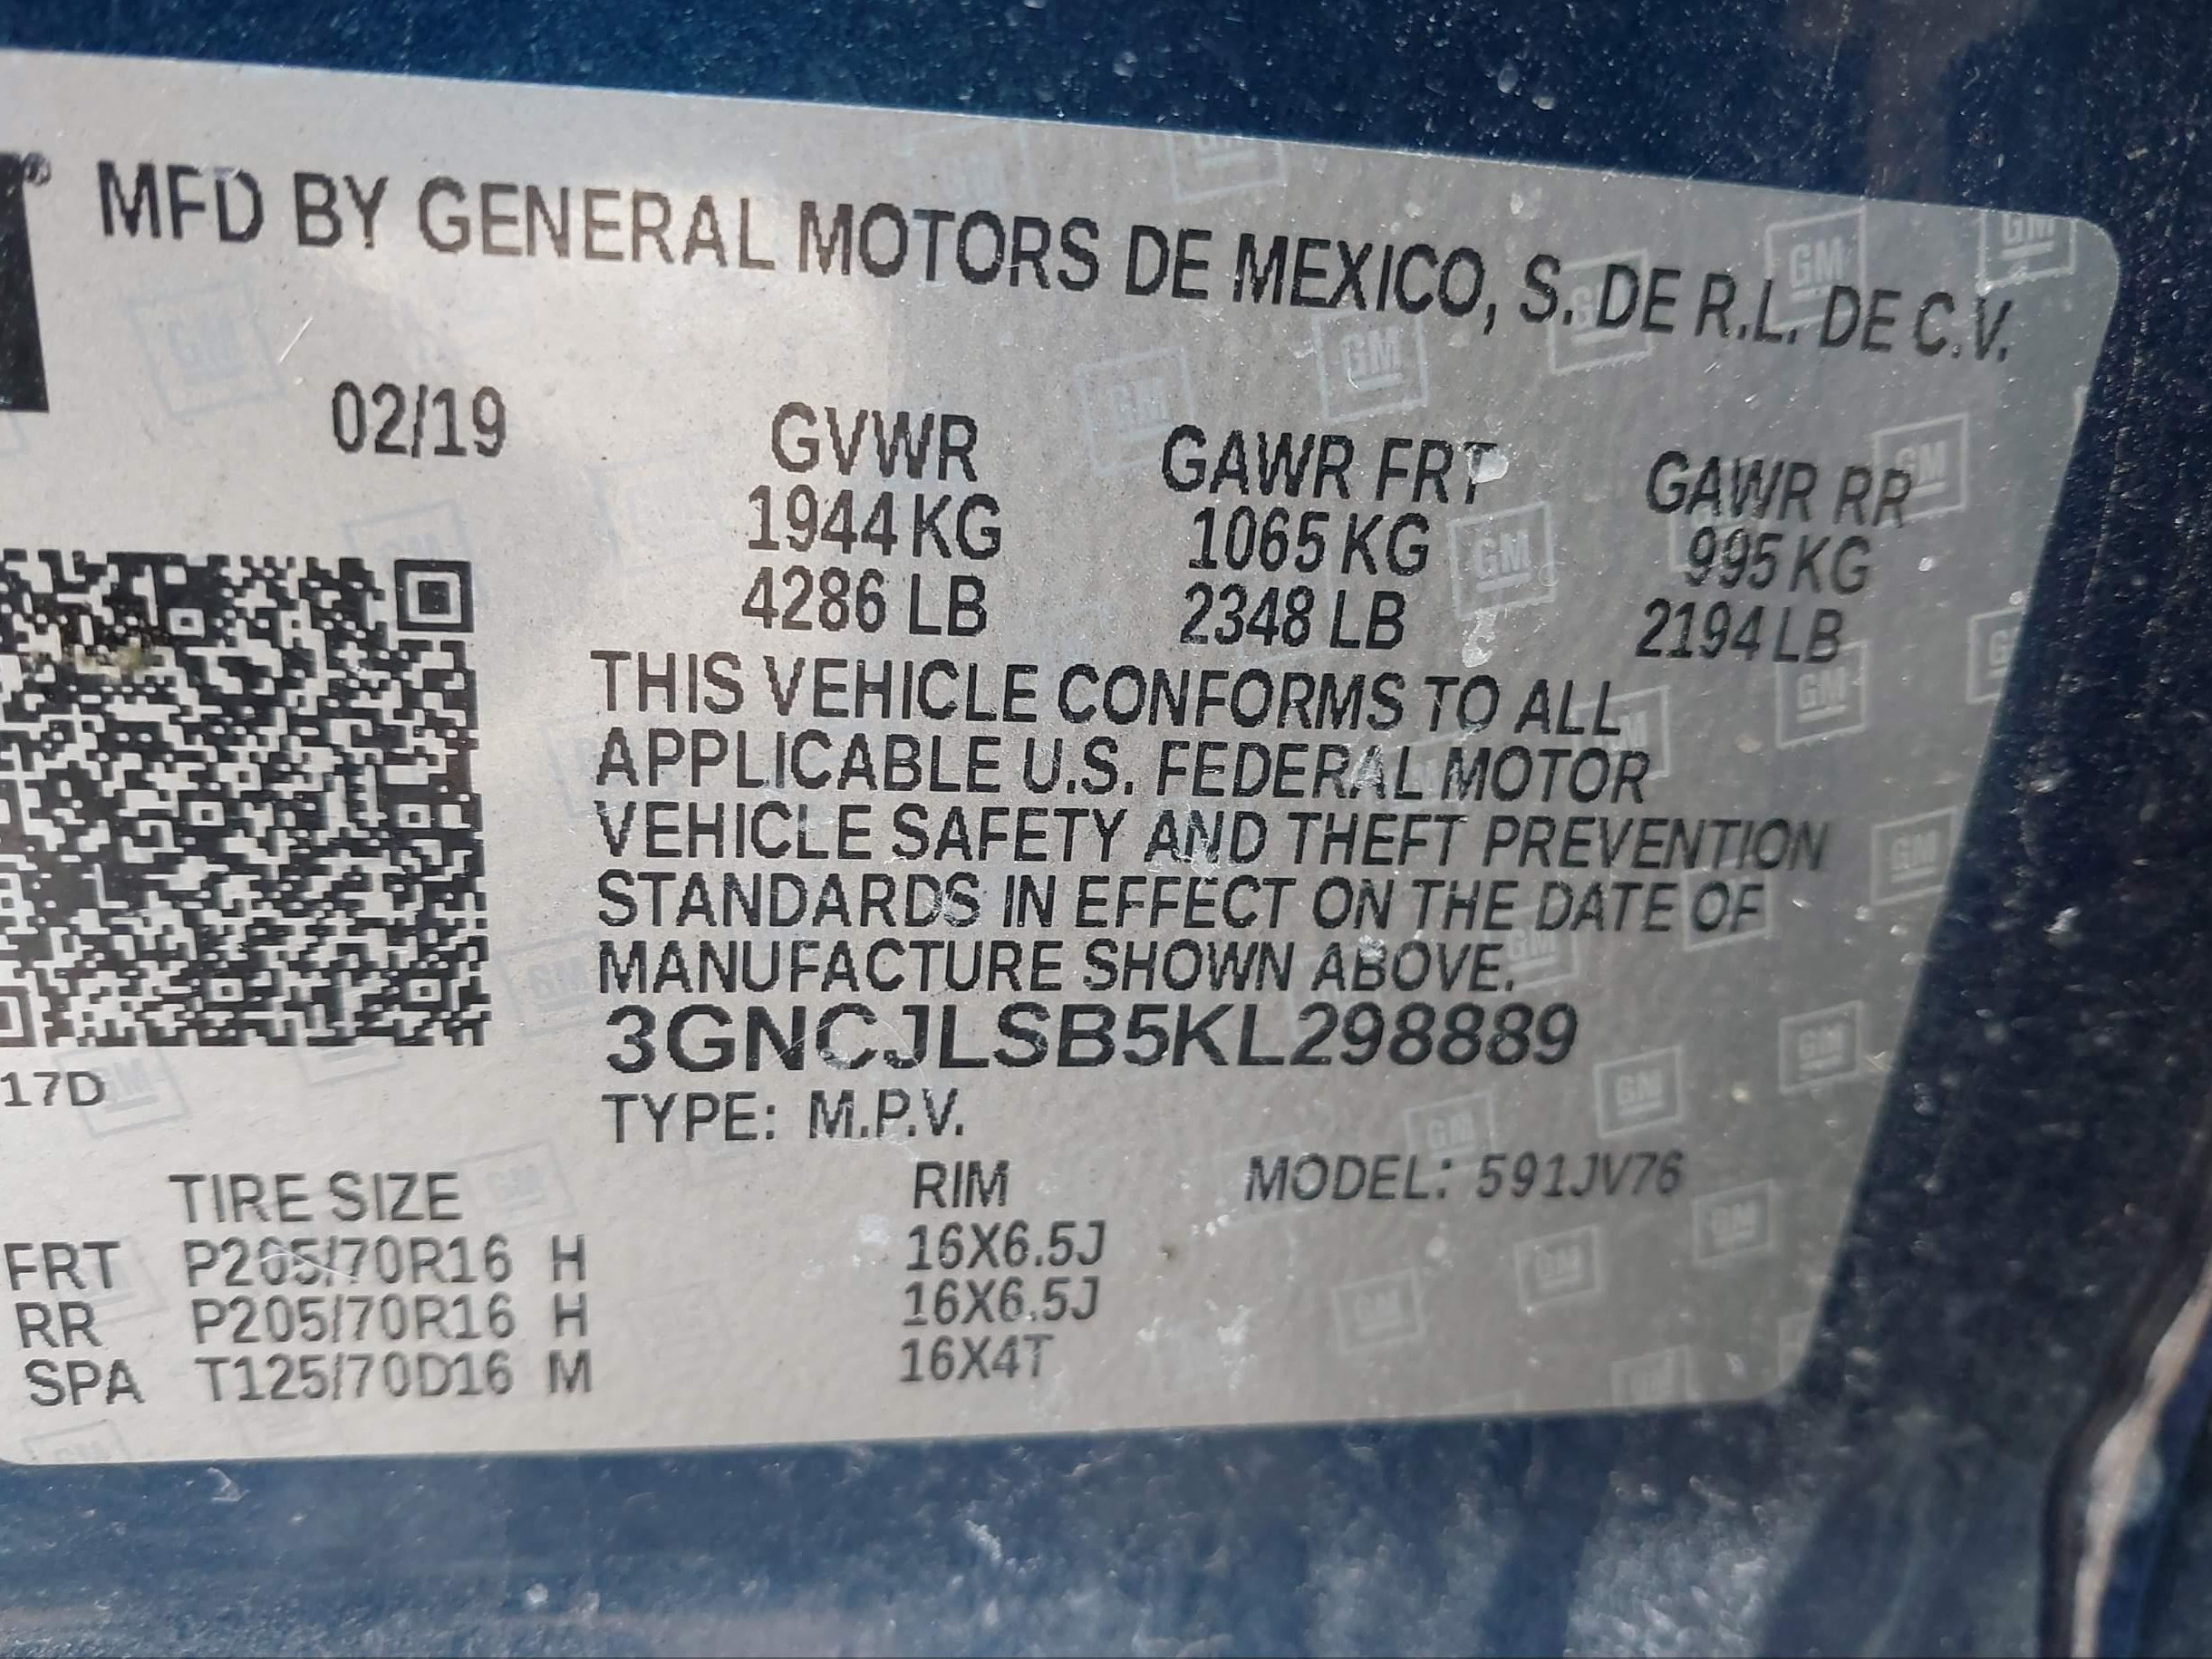 MFD BY GENERAL MOTORS DE MEXICO, S. DE R.L. DE C.V.
02/19 GVWR GAWR FRT GAWR RR
1944 KG 1065 KG 995 KG
4286 LB 2348 LB 2194 LB
THIS VEHICLE CONFORMS TO ALL
APPLICABLE U.S. FEDERAL MOTOR
VEHICLE SAFETY AND THEFT PREVENTION
STANDARDS IN EFFECT ON THE DATE OF
MANUFACTURE SHOWN ABOVE.
3GNCJLSB5KL298889
17D
TYPE: M.P.V.
TIRE SIZE RIM MODEL: 591JV76
FRT P205/70R16 H 16X6.5J
RR P205/70R16 H 16X6.5J
SPA T125/70D16 M 16X4T